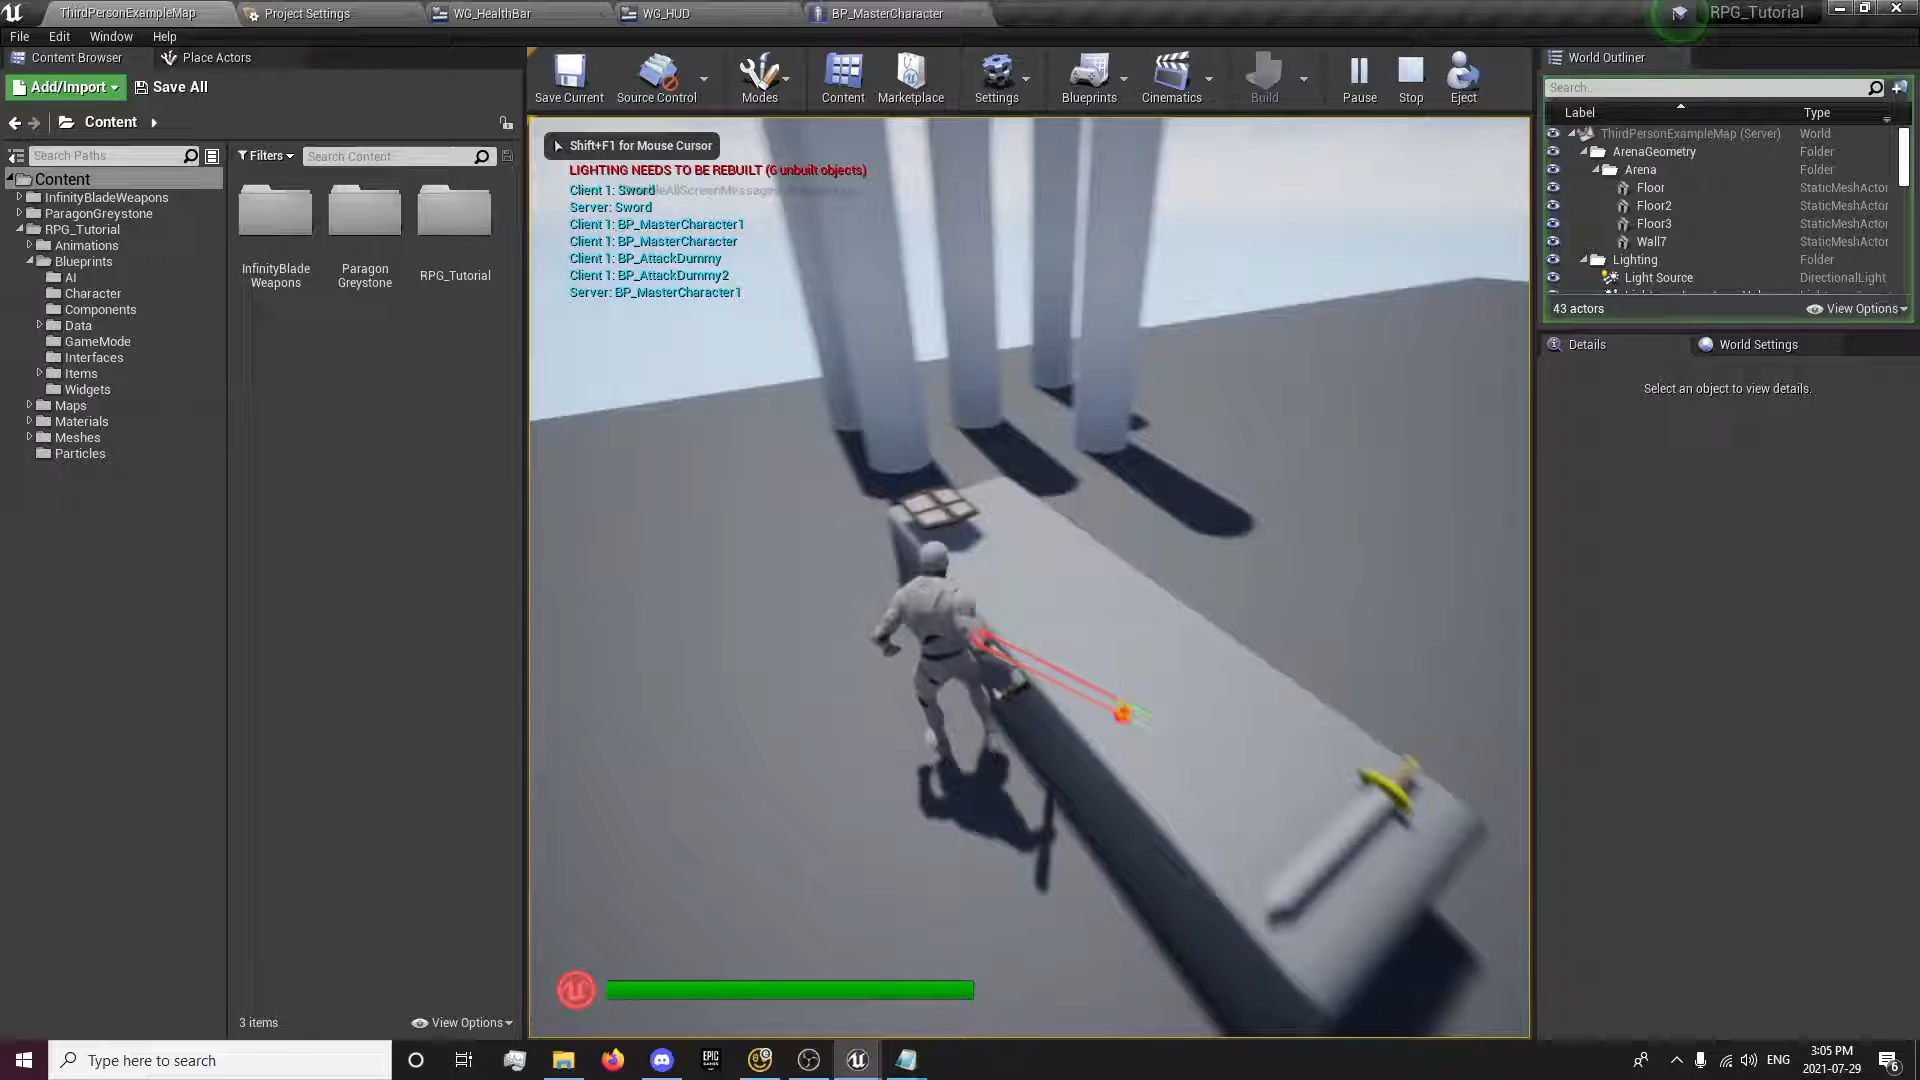 ThirdPersonExampleMap
Project Settings
WG_HealthBar
WG_HUD
BP_MasterCharacter
RPG_Tutorial
File
Edit
Window
Help
Content Browser
Place Actors
Add/Import
Save All
Content
Search Paths
Filters
Search Content
Content
InfinityBladeWeapons
ParagonGreystone
RPG_Tutorial
Animations
Blueprints
AI
Character
Components
Data
GameMode
Interfaces
Items
Widgets
Maps
Materials
Meshes
Particles
InfinityBlade
Weapons
Paragon
Greystone
RPG_Tutorial
3 items
View Options
Save Current
Source Control
Modes
Content
Marketplace
Settings
Blueprints
Cinematics
Build
Pause
Stop
Eject
Shift+F1 for Mouse Cursor
LIGHTING NEEDS TO BE REBUILT (6 unbuilt objects)
Client 1: Sword
Server: Sword
Client 1: BP_MasterCharacter1
Client 1: BP_MasterCharacter
Client 1: BP_AttackDummy
Client 1: BP_AttackDummy2
Server: BP_MasterCharacter1
World Outliner
Search...
Label
Type
ThirdPersonExampleMap (Server)
World
ArenaGeometry
Folder
Arena
Folder
Floor
StaticMeshActor
Floor2
StaticMeshActor
Floor3
StaticMeshActor
Wall7
StaticMeshActor
Lighting
Folder
Light Source
DirectionalLight
43 actors
View Options
Details
World Settings
Select an object to view details.
Type here to search
EPIC
ENG
3:05 PM
2021-07-29
6